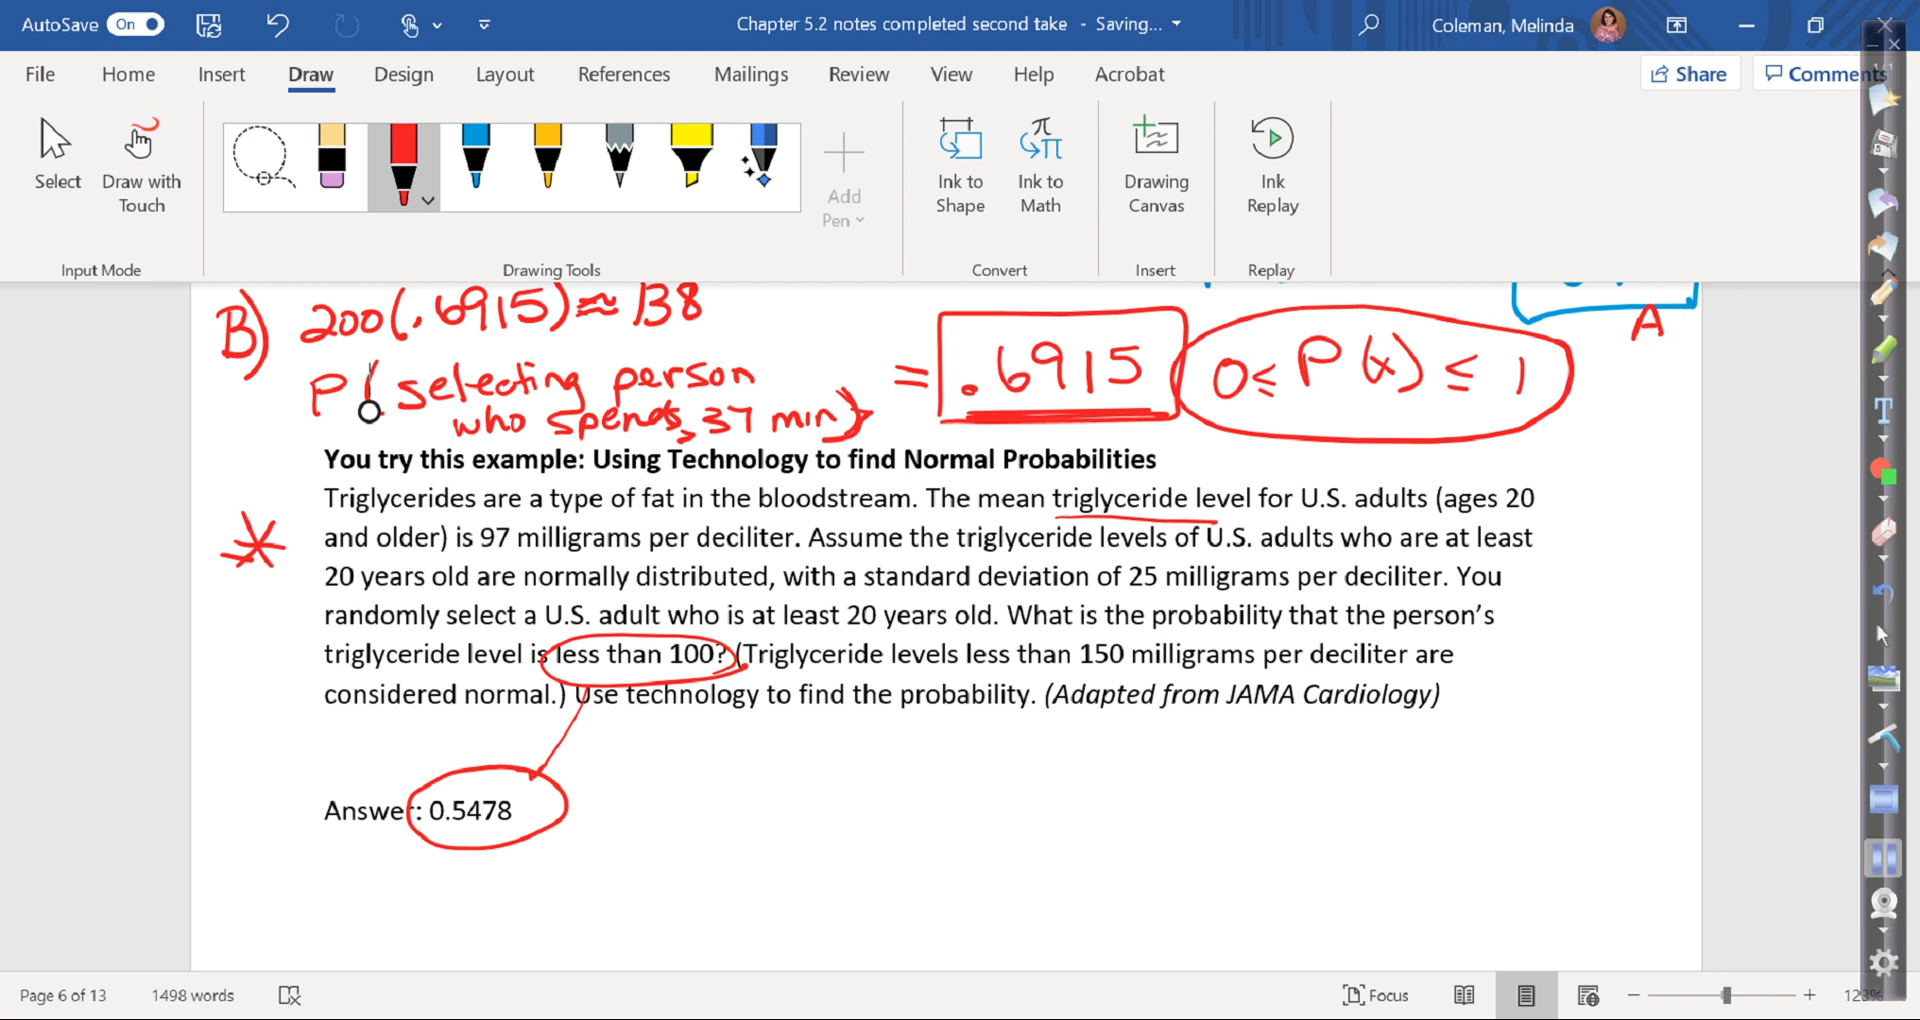 AutoSave On Chapter 5.2 notes completed second take - Saving... Coleman, Melinda
File Home Insert Draw Design Layout References Mailings Review View Help Acrobat Share Comments
1/1
Select Draw with Touch Add Pen Ink to Shape Ink to Math Drawing Canvas Ink Replay
Input Mode Drawing Tools Convert Insert Replay
B) 200(.6915)≈138
A
P( selecting person
who spends > 37 min)
= .6915 0≤ P(x) ≤ 1
You try this example: Using Technology to find Normal Probabilities
Triglycerides are a type of fat in the bloodstream. The mean triglyceride level for U.S. adults (ages 20
and older) is 97 milligrams per deciliter. Assume the triglyceride levels of U.S. adults who are at least
20 years old are normally distributed, with a standard deviation of 25 milligrams per deciliter. You
randomly select a U.S. adult who is at least 20 years old. What is the probability that the person's
triglyceride level is less than 100? (Triglyceride levels less than 150 milligrams per deciliter are
considered normal.) Use technology to find the probability. (Adapted from JAMA Cardiology)
Answer: 0.5478
Page 6 of 13 1498 words Focus